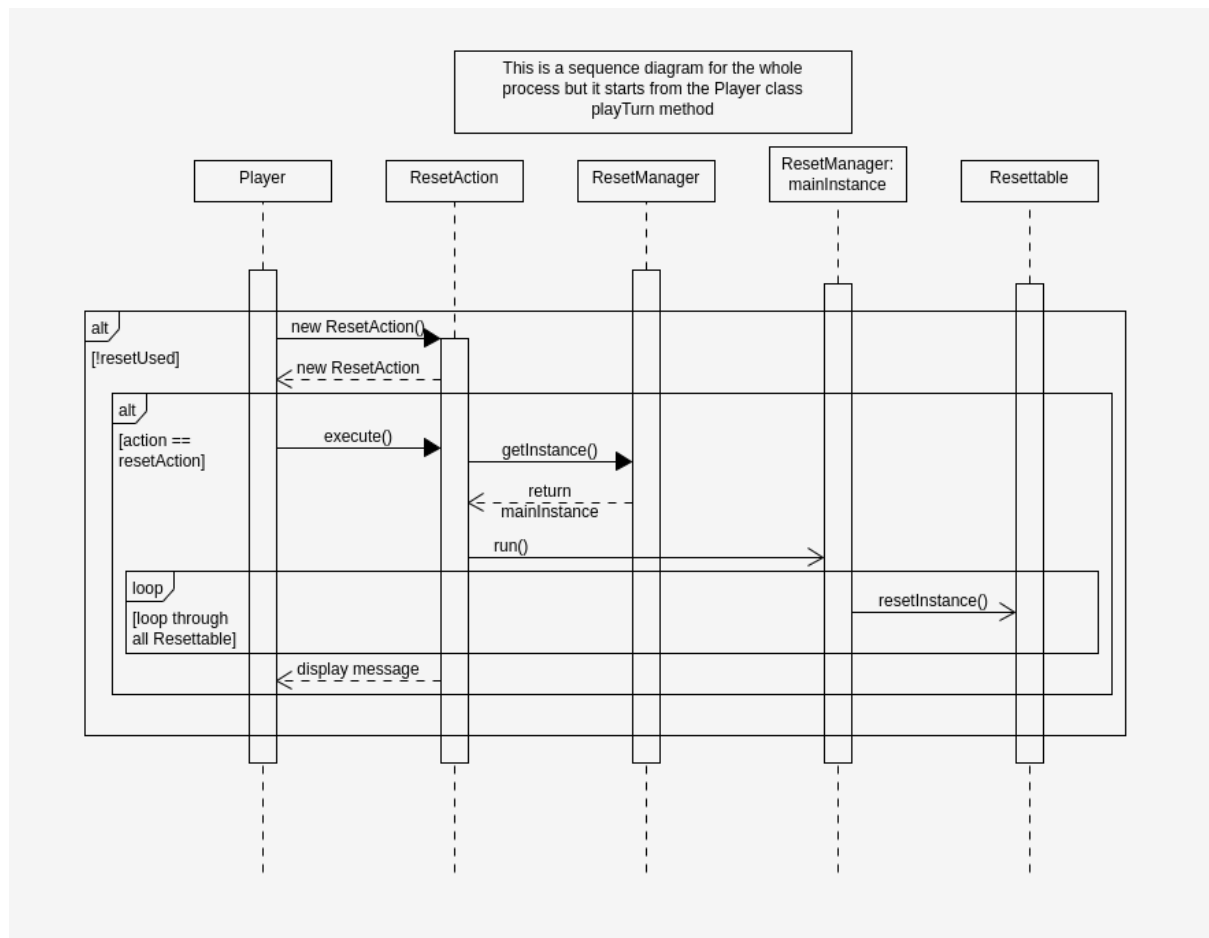 This is a sequence diagram for the whole
process but it starts from the Player class
playTurn method
Player
ResetAction
ResetManager
ResetManager:
mainInstance
Resettable
alt
[!resetUsed]
new ResetAction()
new ResetAction
alt
[action ==
resetAction]
execute()
getInstance()
return
mainInstance
run()
loop
[loop through
all Resettable]
resetInstance()
display message